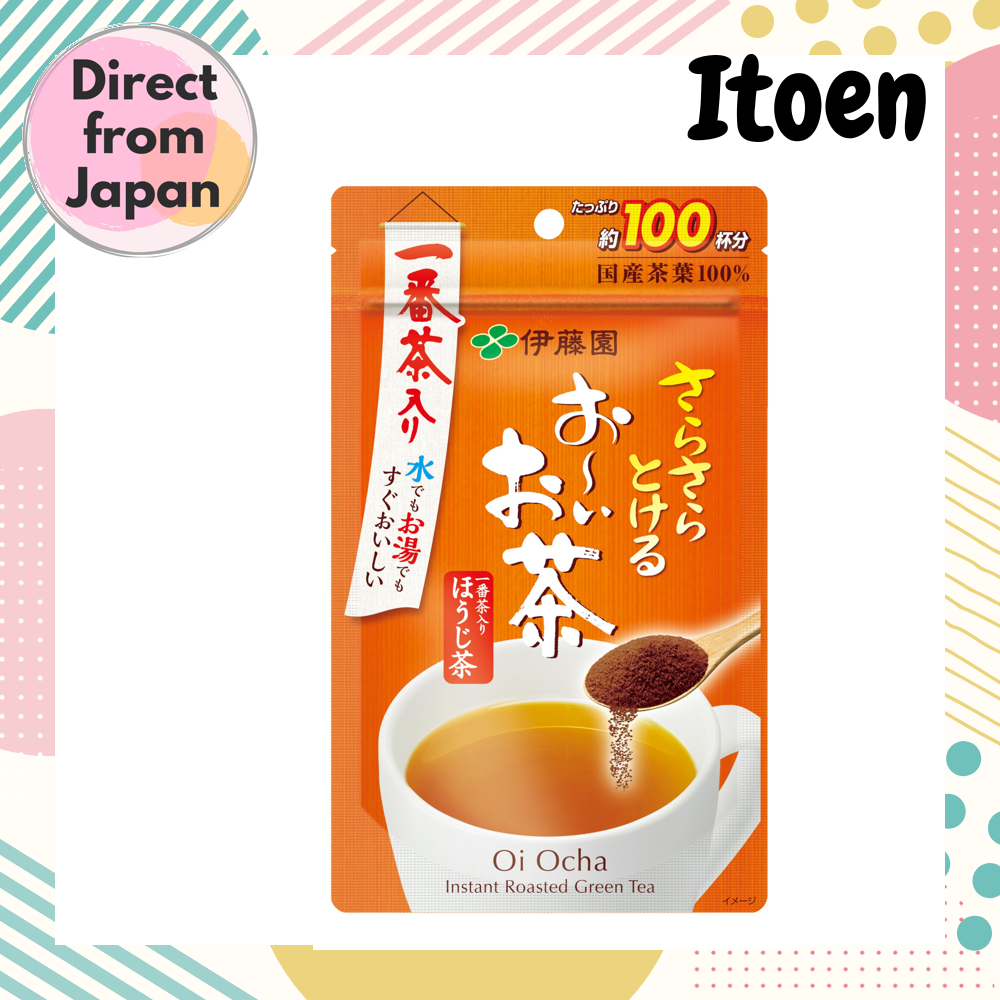 Direct
from
Japan
Itoen
たっぷり
約100杯分
国産茶葉100%
一番茶入り
水でもお湯でも
すぐおいしい
伊藤園
さらさら
とける
お～い
お茶
一番茶入り
ほうじ茶
Oi Ocha
Instant Roasted Green Tea
イメージ